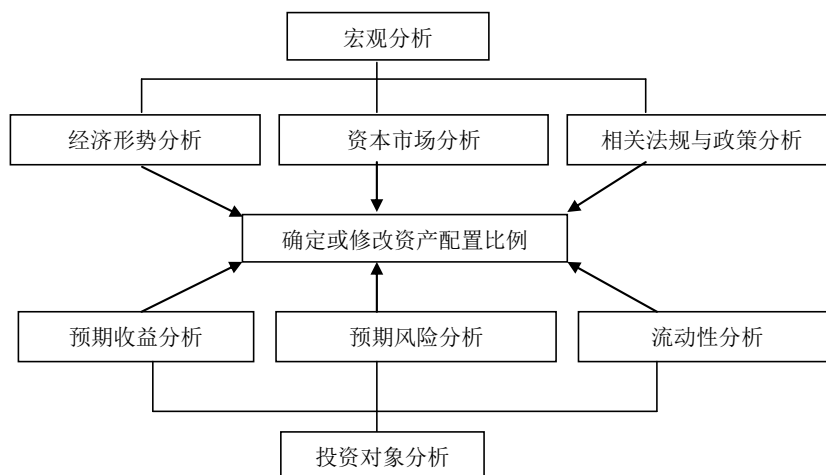 宏观分析
经济形势分析
资本市场分析
相关法规与政策分析
确定或修改资产配置比例
预期收益分析
预期风险分析
流动性分析
投资对象分析